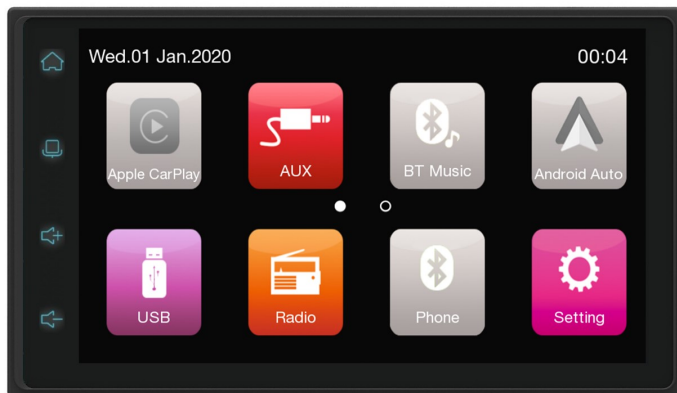 Wed.01 Jan.2020 00:04
Apple CarPlay AUX BT Music Android Auto
USB Radio Phone Setting